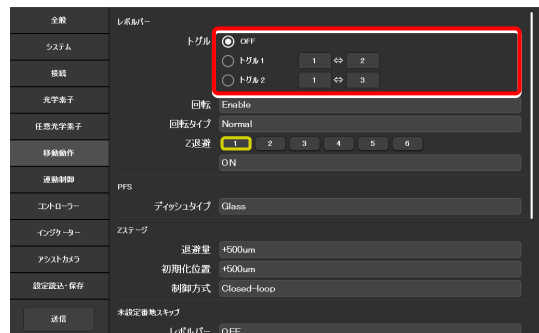 全般
システム
接続
光学素子
任意光学素子
移動動作
連動制御
コントローラー
インジケーター
アシストカメラ
設定読込・保存
送信
レボルバー
トグル
OFF
トグル1 1 ⇔ 2
トグル2 1 ⇔ 3
回転 Enable
回転タイプ Normal
Z退避 1 2 3 4 5 6
ON
PFS
ディッシュタイプ Glass
Zステージ
退避量 +500um
初期化位置 +500um
制御方式 Closed-loop
未設定番地スキップ
レボルバー OFF